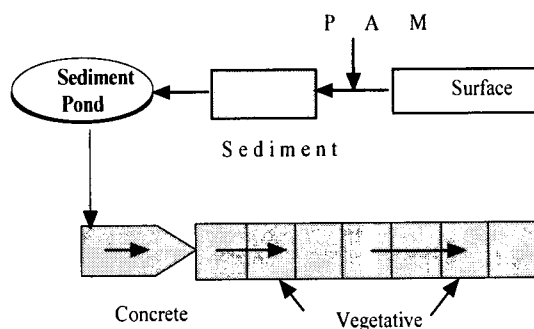 P A M
Sediment
Pond
Surface
Sediment
Concrete
Vegetative